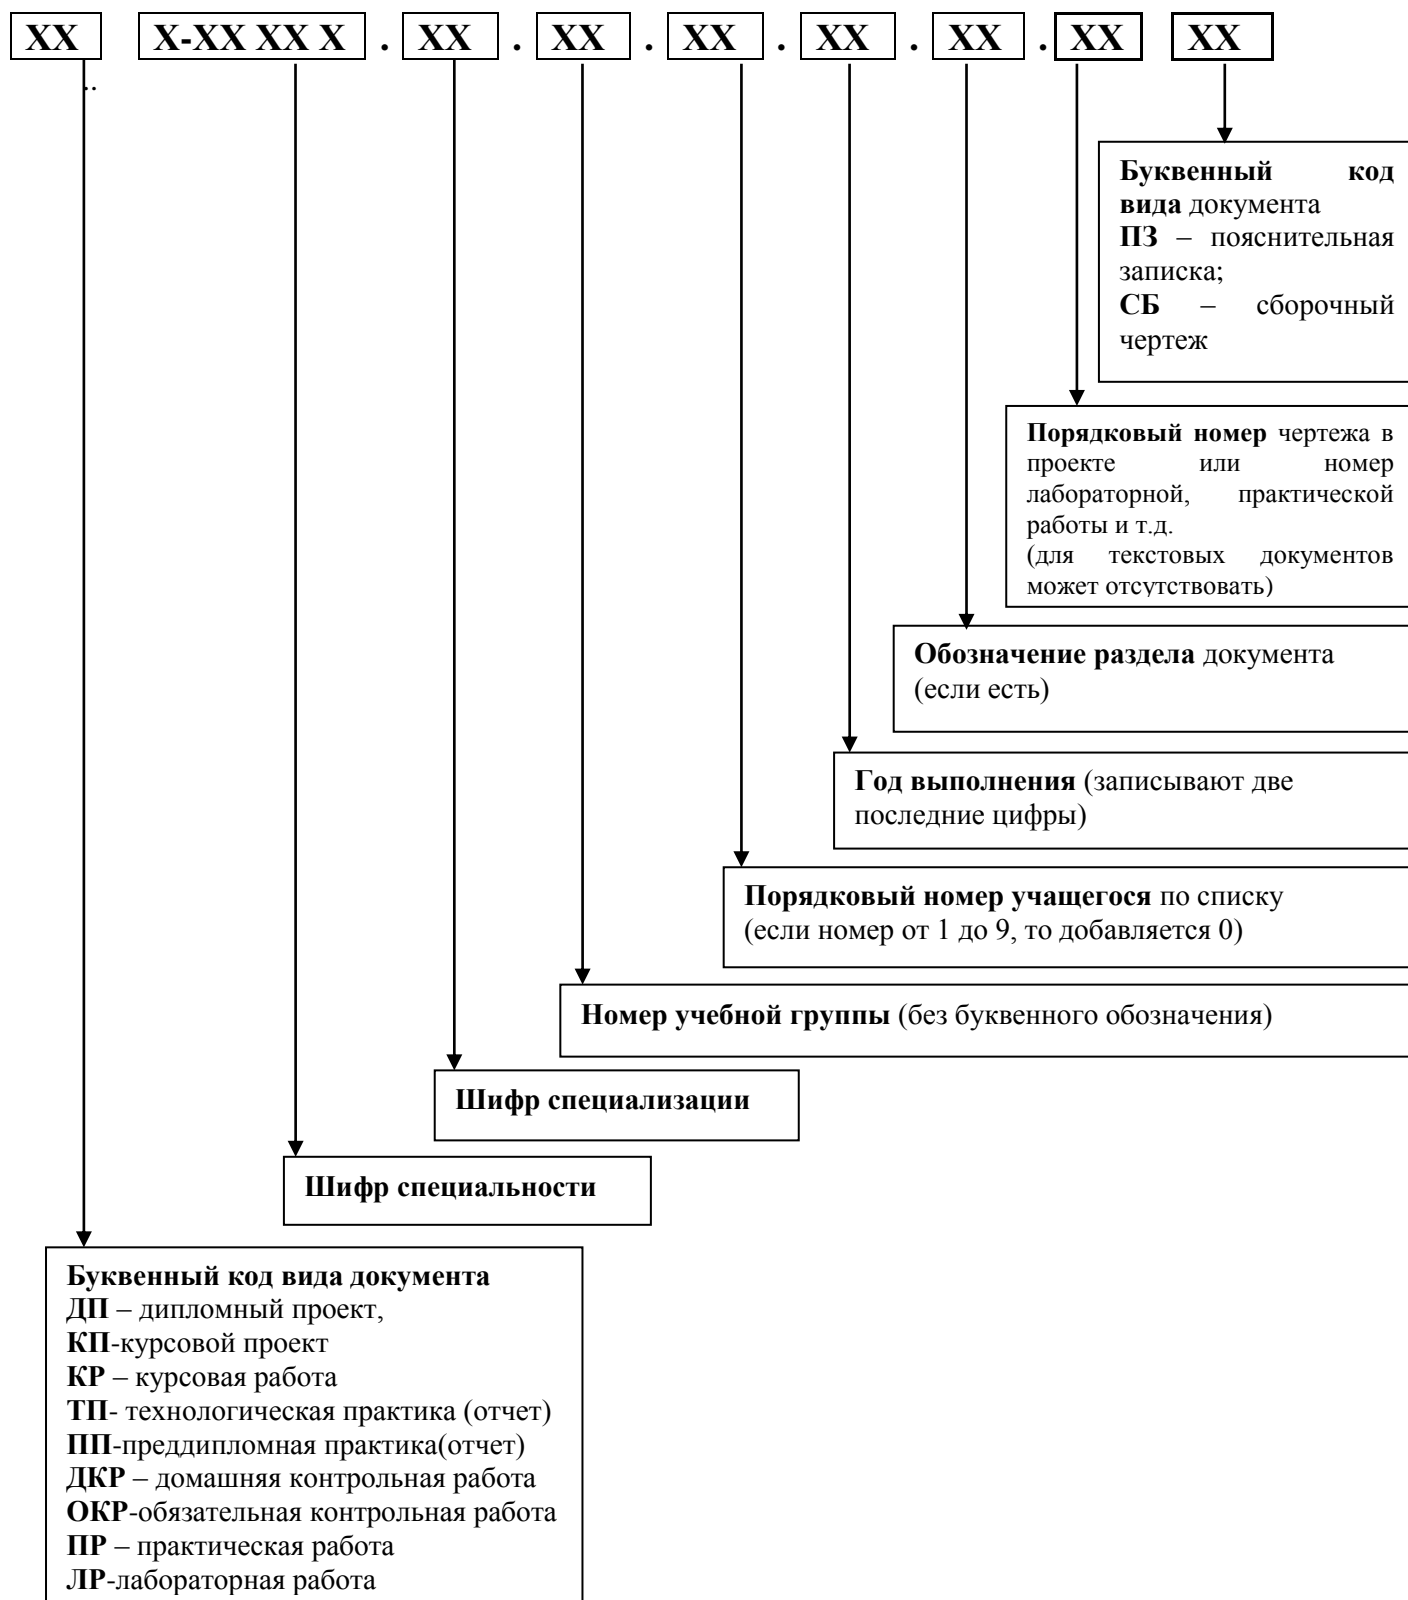 XX X-XX XX X . XX . XX . XX . XX . XX . XX XX
..
Буквенный код
вида документа
ПЗ – пояснительная
записка;
СБ – сборочный
чертеж
Порядковый номер чертежа в
проекте или номер
лабораторной, практической
работы и т.д.
(для текстовых документов
может отсутствовать)
Обозначение раздела документа
(если есть)
Год выполнения (записывают две
последние цифры)
Порядковый номер учащегося по списку
(если номер от 1 до 9, то добавляется 0)
Номер учебной группы (без буквенного обозначения)
Шифр специализации
Шифр специальности
Буквенный код вида документа
ДП – дипломный проект,
КП-курсовой проект
КР – курсовая работа
ТП- технологическая практика (отчет)
ПП-преддипломная практика(отчет)
ДКР – домашняя контрольная работа
ОКР-обязательная контрольная работа
ПР – практическая работа
ЛР-лабораторная работа